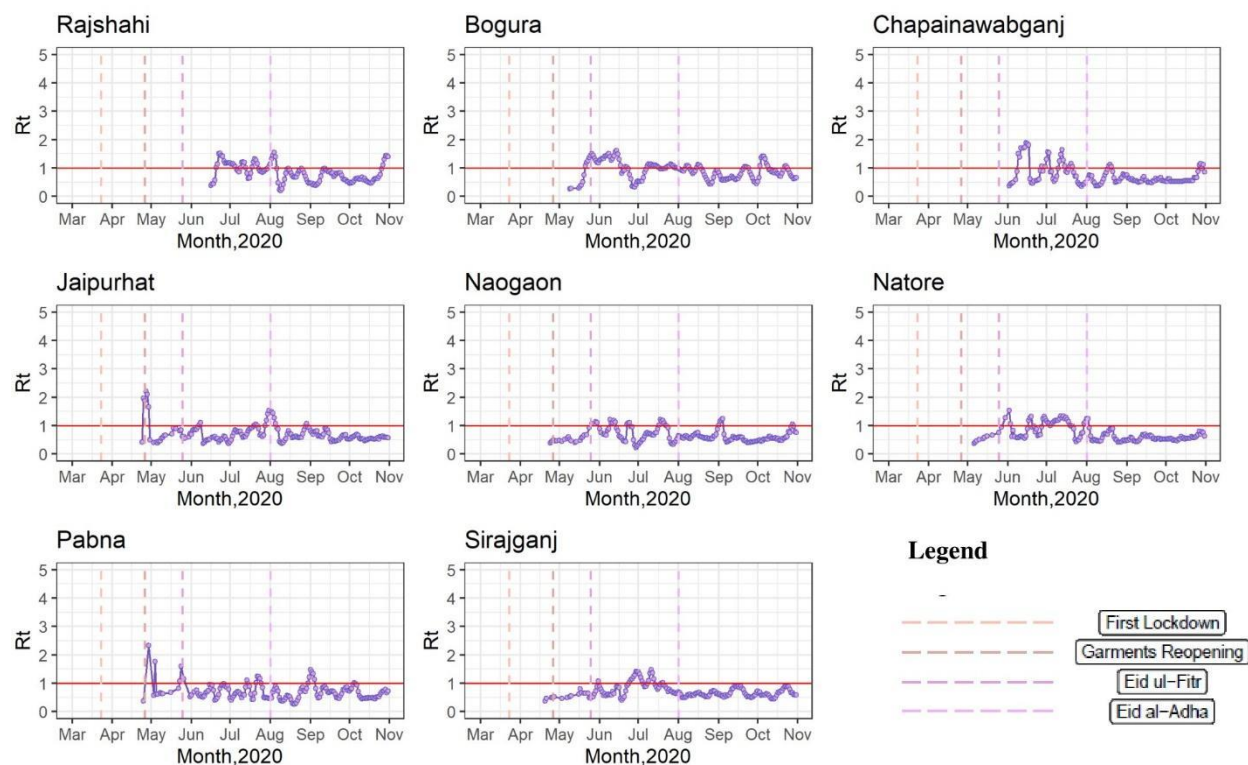 Rajshahi
Bogura
Chapainawabganj
5
4
3
2
1
0
Rt
Mar Apr May Jun Jul Aug Sep Oct Nov
Month,2020
5
4
3
2
1
0
Rt
Mar Apr May Jun Jul Aug Sep Oct Nov
Month,2020
5
4
3
2
1
0
Rt
Mar Apr May Jun Jul Aug Sep Oct Nov
Month,2020
Jaipurhat
Naogaon
Natore
5
4
3
2
1
0
Rt
Mar Apr May Jun Jul Aug Sep Oct Nov
Month,2020
5
4
3
2
1
0
Rt
Mar Apr May Jun Jul Aug Sep Oct Nov
Month,2020
5
4
3
2
1
0
Rt
Mar Apr May Jun Jul Aug Sep Oct Nov
Month,2020
Pabna
Sirajganj
5
4
3
2
1
0
Rt
Mar Apr May Jun Jul Aug Sep Oct Nov
Month,2020
5
4
3
2
1
0
Rt
Mar Apr May Jun Jul Aug Sep Oct Nov
Month,2020
Legend
First Lockdown
Garments Reopening
Eid ul-Fitr
Eid al-Adha